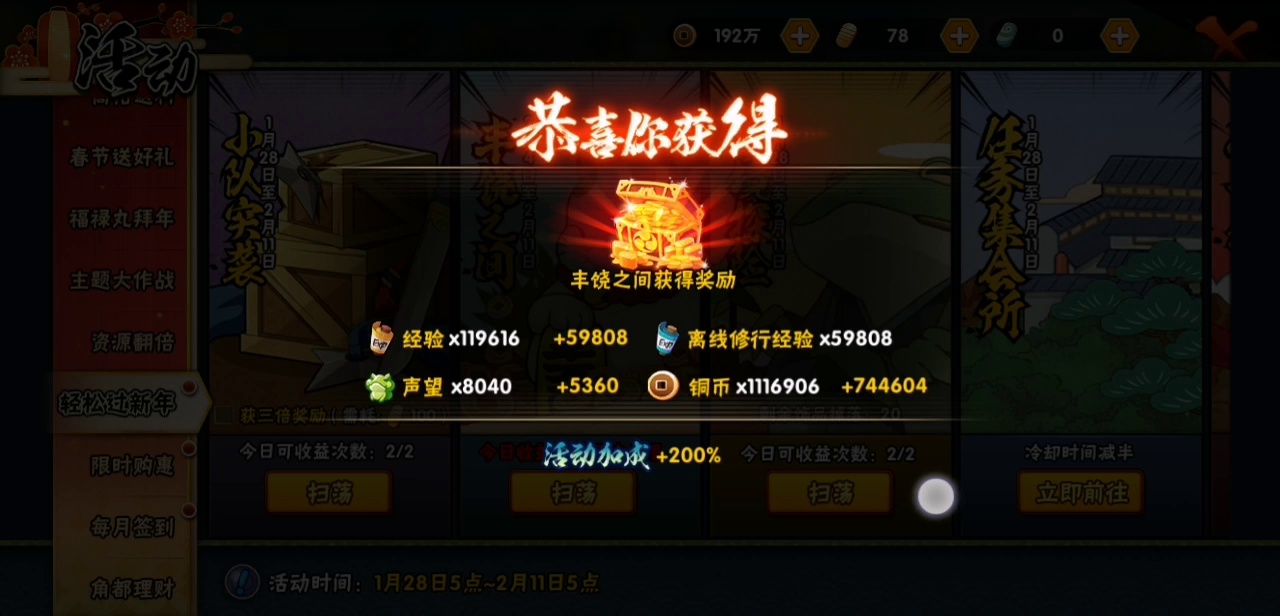 活动
192万
78
0
春节送好礼
福禄丸拜年
主题大作战
资源翻倍
轻松过新年
限时购惠
每月签到
角都理财
小队突袭
1月28日至2月11日
丰饶之间
任务集会所
1月28日至2月11日
恭喜你获得
丰饶之间获得奖励
经验 x119616 +59808
离线修行经验 x59808
声望 x8040 +5360
铜币 x1116906 +744604
活动加成 +200%
获三倍奖励(需耗: 100
今日可收益次数: 2/2
扫荡
扫荡
今日可收益次数: 2/2
扫荡
冷却时间减半
立即前往
活动时间: 1月28日5点~2月11日5点